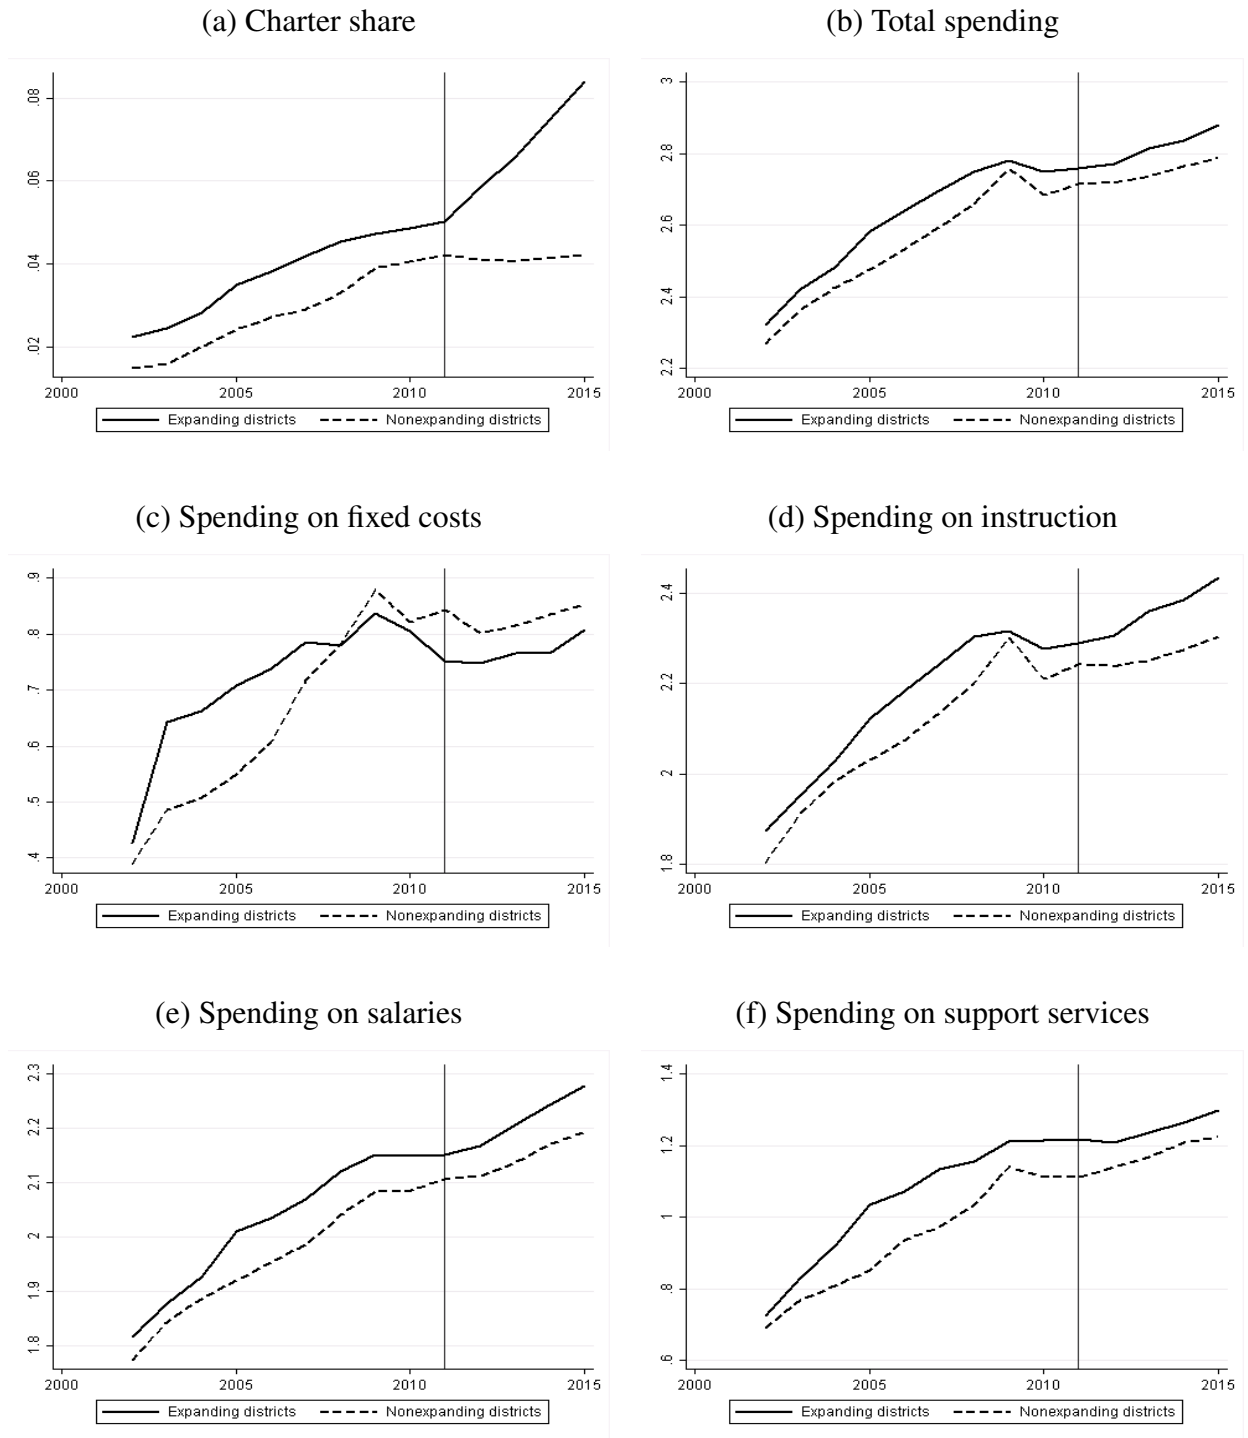 (a) Charter share
.08
.06
.04
.02
2000 2005 2010 2015
Expanding districts Nonexpanding districts
(b) Total spending
3
2.8
2.6
2.4
2.2
2000 2005 2010 2015
Expanding districts Nonexpanding districts
(c) Spending on fixed costs
.9
.8
.7
.6
.5
.4
2000 2005 2010 2015
Expanding districts Nonexpanding districts
(d) Spending on instruction
2.4
2.2
2
1.8
2000 2005 2010 2015
Expanding districts Nonexpanding districts
(e) Spending on salaries
2.3
2.2
2.1
2
1.9
1.8
2000 2005 2010 2015
Expanding districts Nonexpanding districts
(f) Spending on support services
1.4
1.2
1
.8
.6
2000 2005 2010 2015
Expanding districts Nonexpanding districts